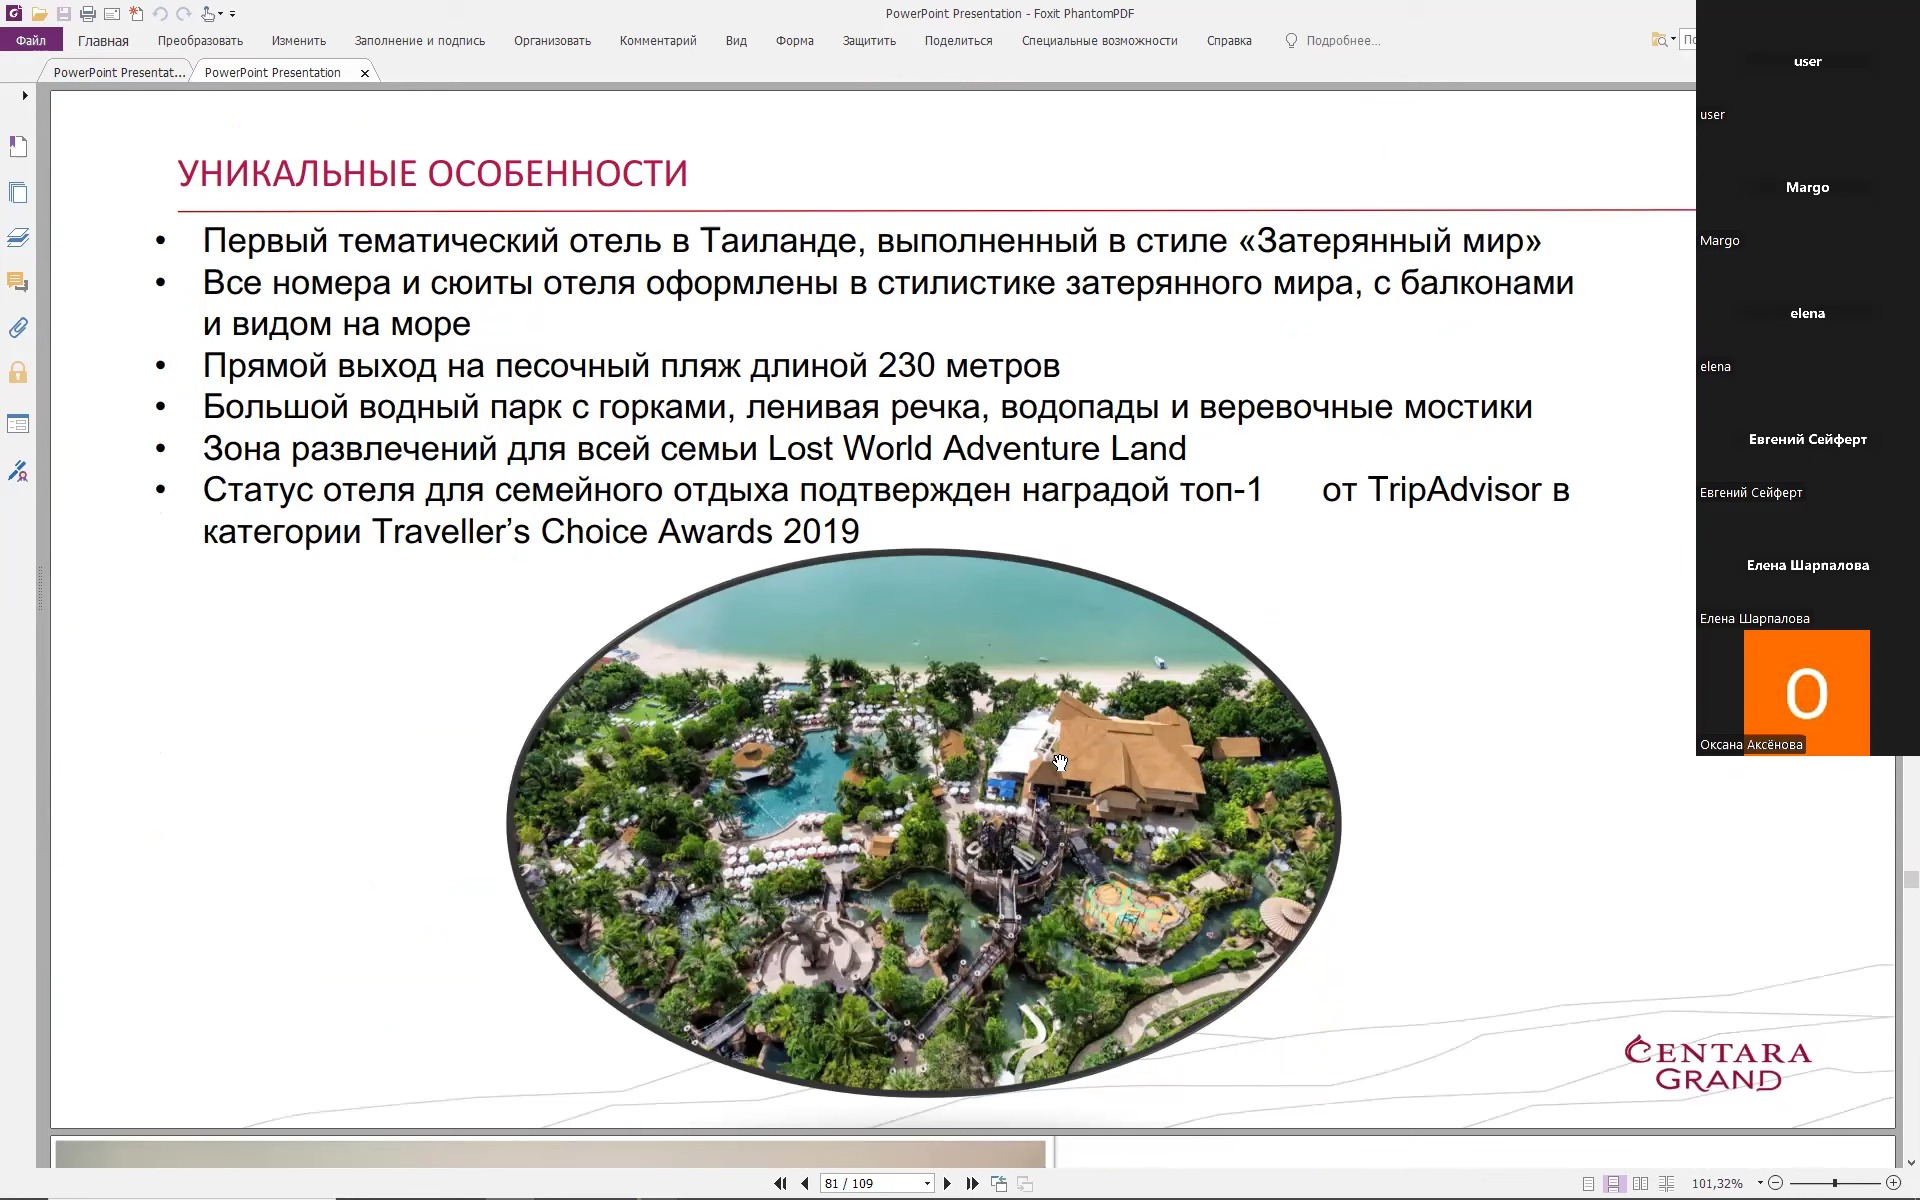 PowerPoint Presentation - Foxit PhantomPDF
Файл Главная Преобразовать Изменить Заполнение и подпись Организовать Комментарий Вид Форма Защитить Поделиться Специальные возможности Справка Подробнее...
PowerPoint Presentat... PowerPoint Presentation
УНИКАЛЬНЫЕ ОСОБЕННОСТИ
• Первый тематический отель в Таиланде, выполненный в стиле «Затерянный мир»
• Все номера и сюиты отеля оформлены в стилистике затерянного мира, с балконами
и видом на море
• Прямой выход на песочный пляж длиной 230 метров
• Большой водный парк с горками, ленивая речка, водопады и веревочные мостики
• Зона развлечений для всей семьи Lost World Adventure Land
• Статус отеля для семейного отдыха подтвержден наградой топ-1 от TripAdvisor в
категории Traveller’s Choice Awards 2019
CENTARA
GRAND
user
user
Margo
Margo
elena
elena
Евгений Сейферт
Евгений Сейферт
Елена Шарпалова
Елена Шарпалова
О
Оксана Аксёнова
81 / 109
101,32%